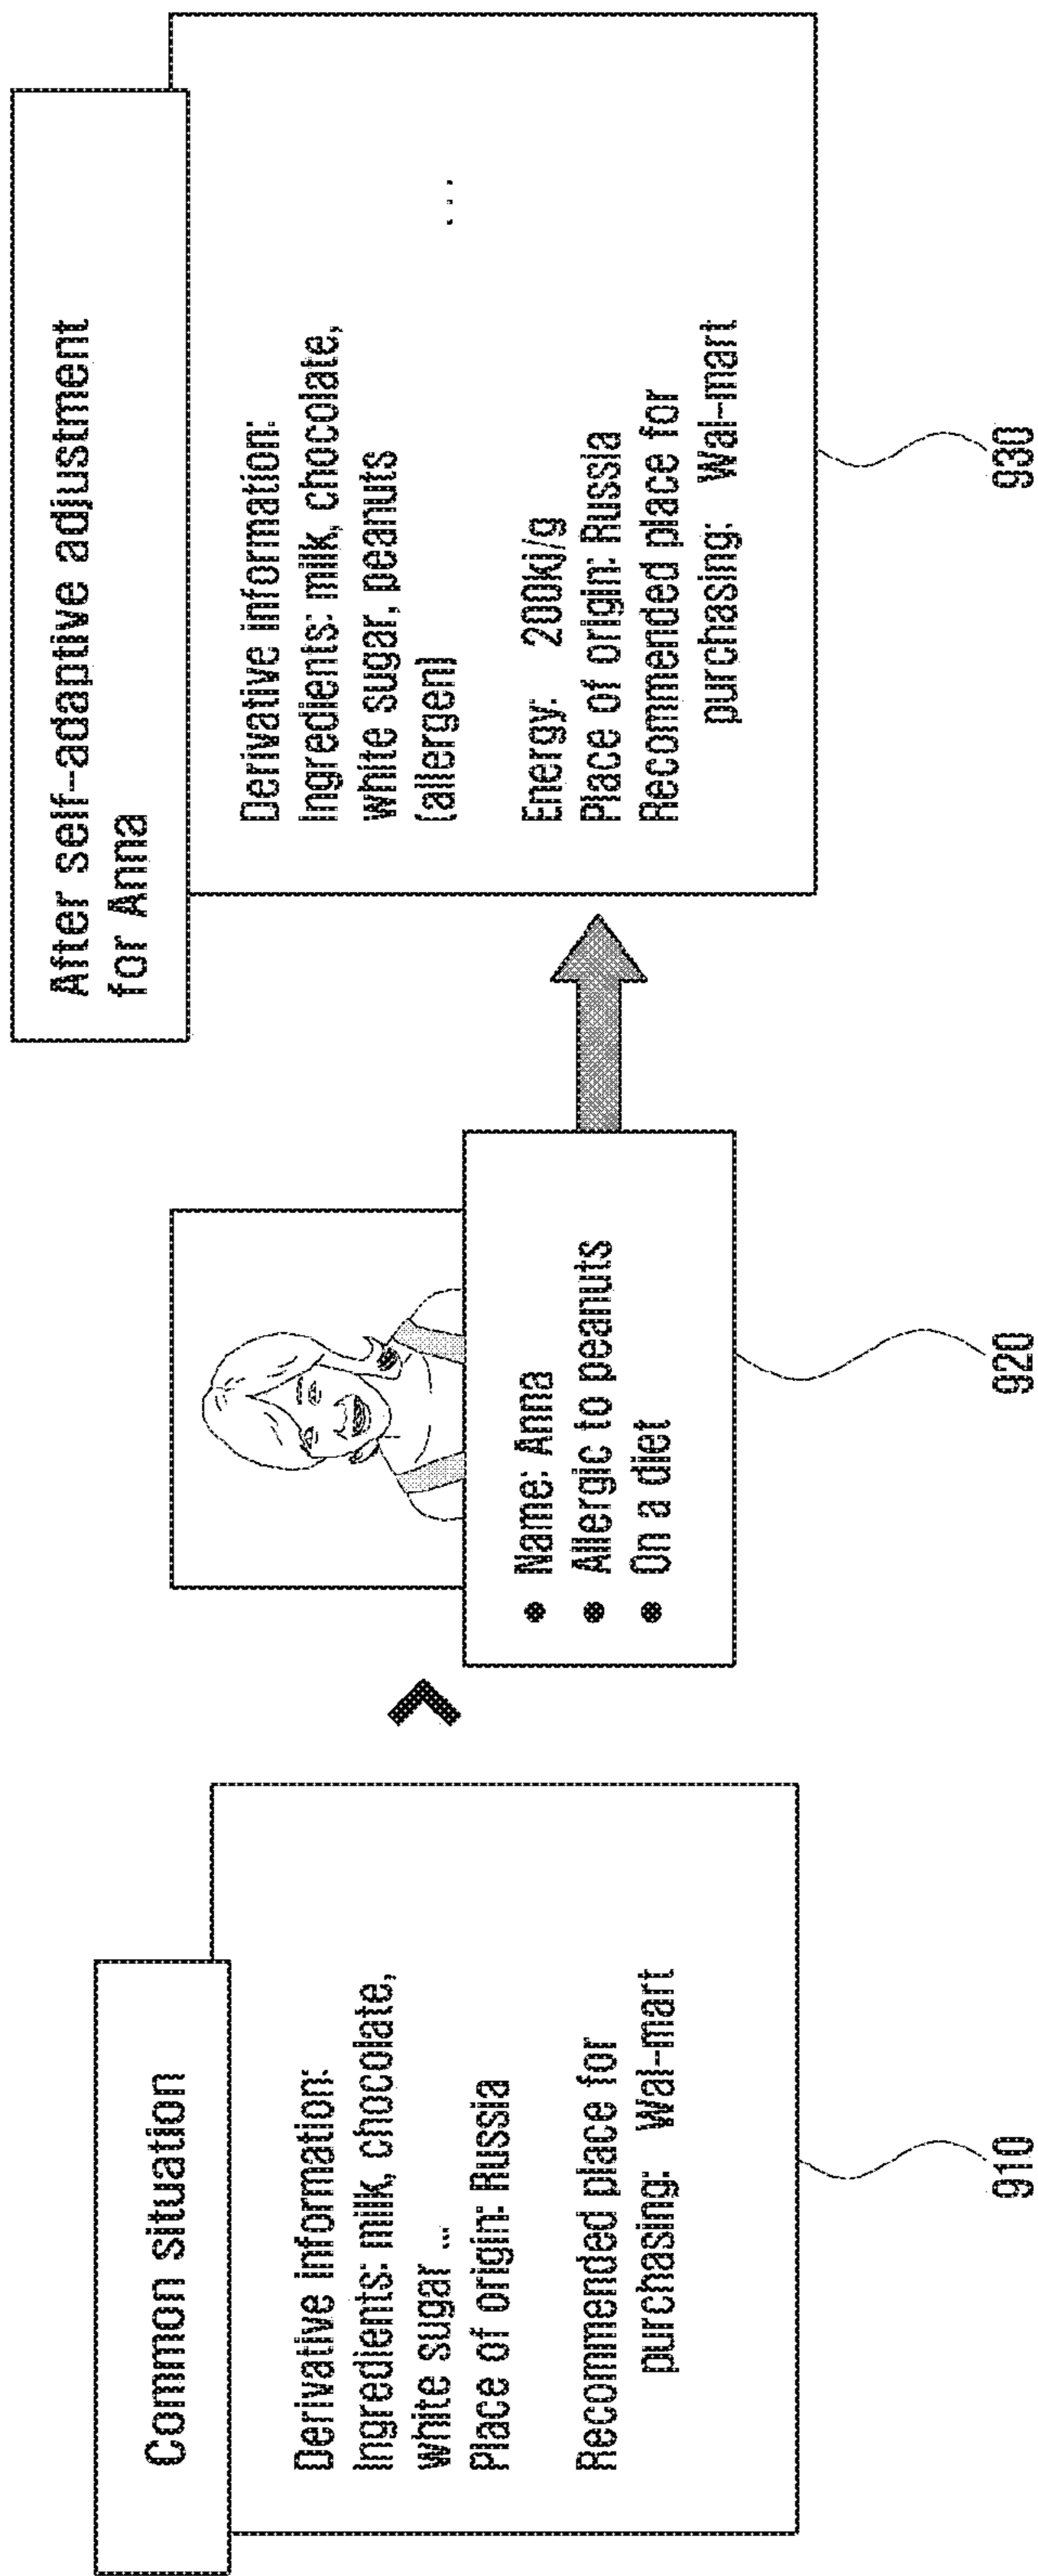 Common situation
Derivative information:
Ingredients: milk, chocolate,
white sugar ...
Place of origin: Russia
Recommended place for
purchasing: Wal-mart
910
Name: Anna
Allergic to peanuts
On a diet
920
After self-adaptive adjustment
for Anna
Derivative information:
Ingredients: milk, chocolate,
white sugar, peanuts
(allergen)
...
Energy: 200kj/g
Place of origin: Russia
Recommended place for
purchasing: Wal-mart
930